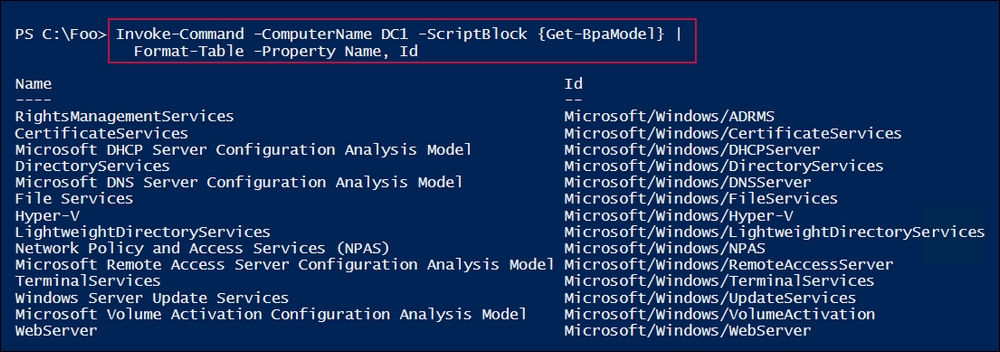 PS C:\Foo> Invoke-Command -ComputerName DC1 -ScriptBlock {Get-BpaModel} |
Format-Table -Property Name, Id
Name Id
---- --
RightsManagementServices Microsoft/Windows/ADRMS
CertificateServices Microsoft/Windows/CertificateServices
Microsoft DHCP Server Configuration Analysis Model Microsoft/Windows/DHCPServer
DirectoryServices Microsoft/Windows/DirectoryServices
Microsoft DNS Server Configuration Analysis Model Microsoft/Windows/DNSServer
File Services Microsoft/Windows/FileServices
Hyper-V Microsoft/Windows/Hyper-V
LightweightDirectoryServices Microsoft/Windows/LightweightDirectoryServices
Network Policy and Access Services (NPAS) Microsoft/Windows/NPAS
Microsoft Remote Access Server Configuration Analysis Model Microsoft/Windows/RemoteAccessServer
TerminalServices Microsoft/Windows/TerminalServices
Windows Server Update Services Microsoft/Windows/UpdateServices
Microsoft Volume Activation Configuration Analysis Model Microsoft/Windows/VolumeActivation
WebServer Microsoft/Windows/WebServer